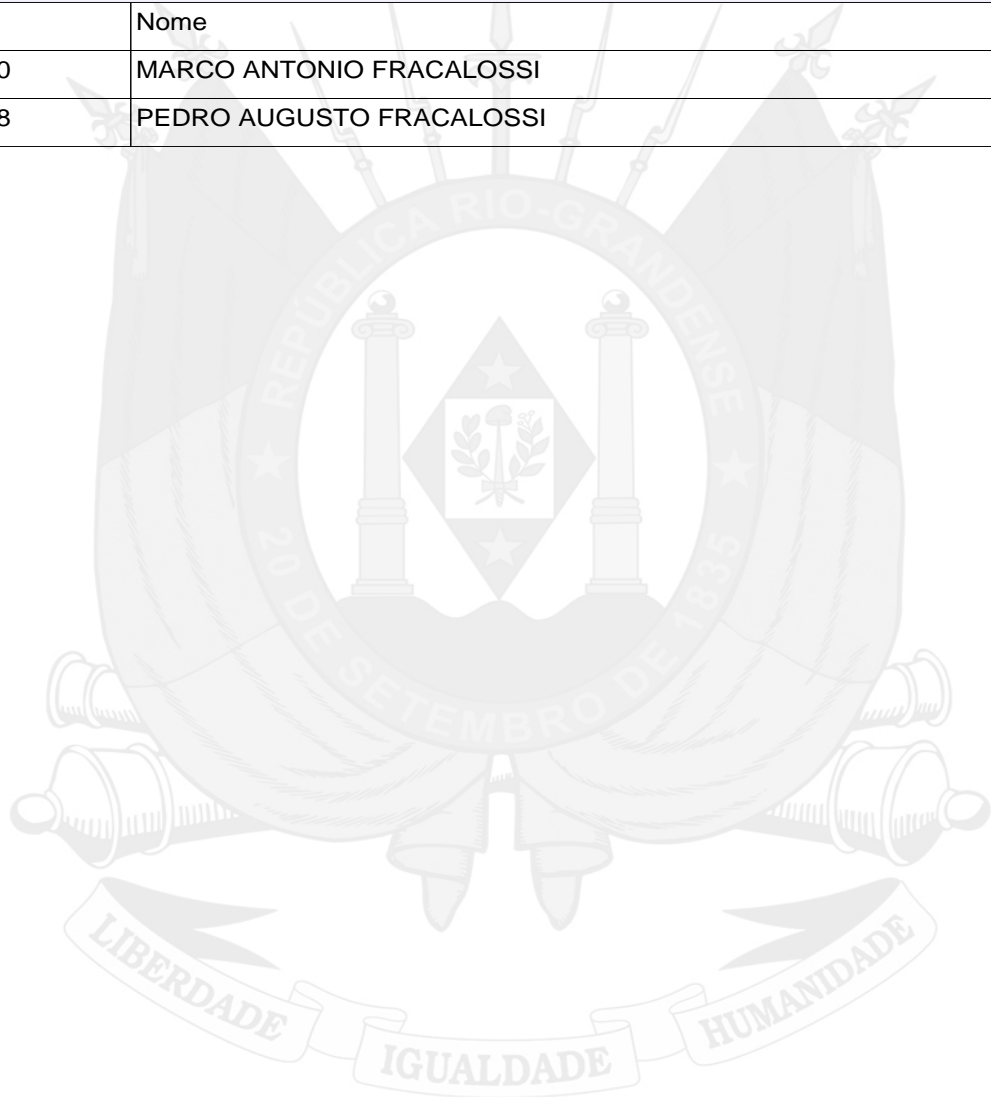 Nome
0 MARCO ANTONIO FRACALOSSI
8 PEDRO AUGUSTO FRACALOSSI
REPÚBLICA RIO-GRANDENSE
★ 20 DE SETEMBRO DE 1835 ★
LIBERDADE IGUALDADE HUMANIDADE